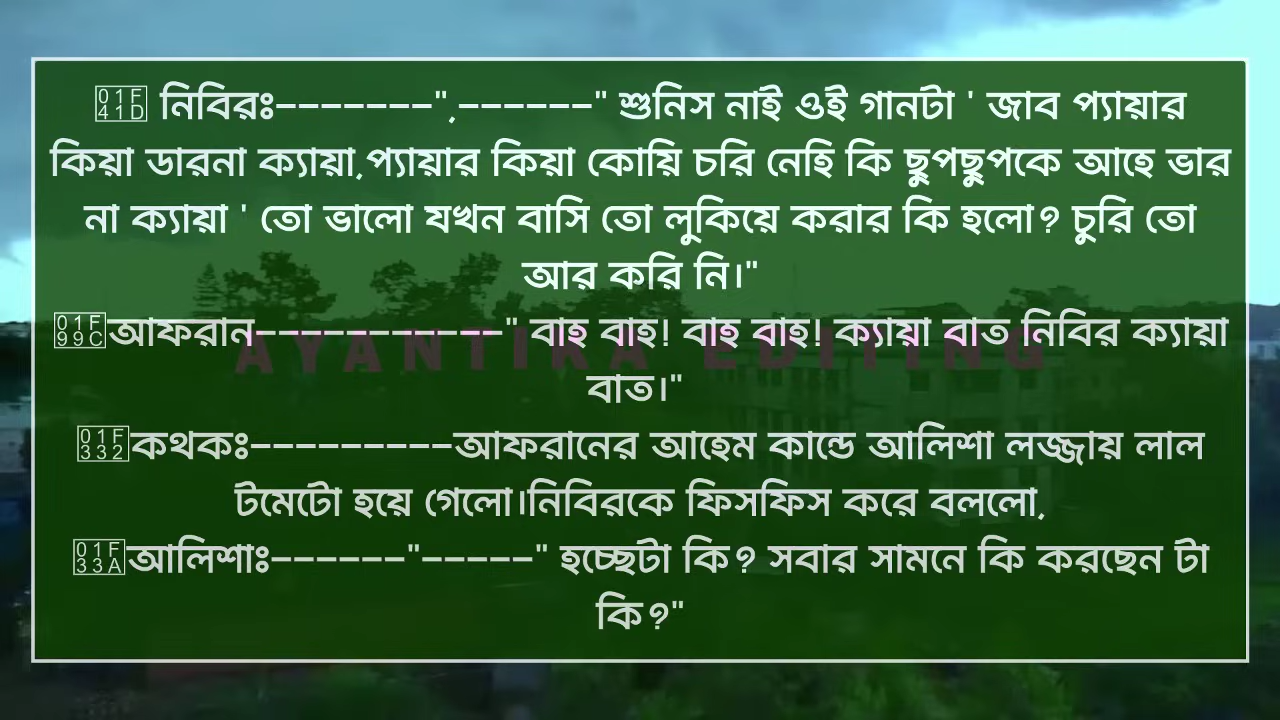 নিবিরঃ–––––––",––––––" শুনিস নাই ওই গানটা ' জাব প্যায়ার
কিয়া ডারনা ক্যায়া,প্যায়ার কিয়া কোয়ি চরি নেহি কি ছুপছুপকে আহে ভার
না ক্যায়া ' তো ভালো যখন বাসি তো লুকিয়ে করার কি হলো? চুরি তো
আর করি নি।"
আফরান–––––––––––" বাহ বাহ! বাহ বাহ! ক্যায়া বাত নিবির ক্যায়া
বাত।"
AYANTIKA EDITING
কথকঃ–––––––––আফরানের আহেম কান্ডে আলিশা লজ্জায় লাল
টমেটো হয়ে গেলো।নিবিরকে ফিসফিস করে বললো,
আলিশাঃ––––––"–––––" হচ্ছেটা কি? সবার সামনে কি করছেন টা
কি?"